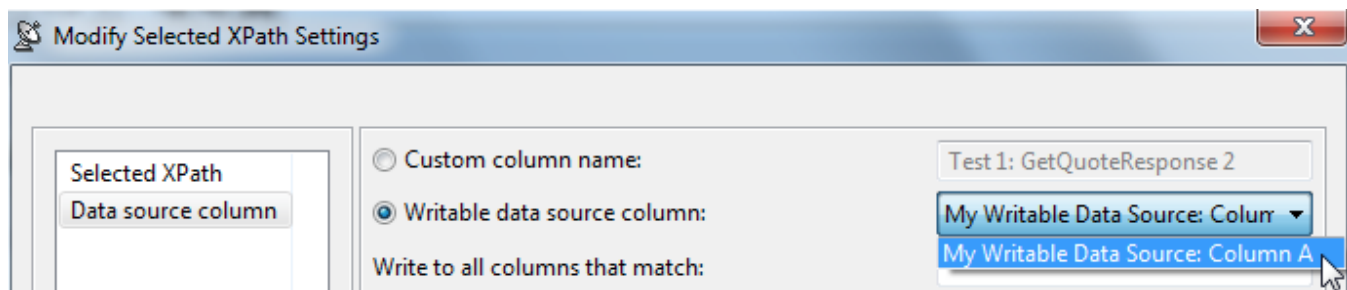 Modify Selected XPath Settings
Selected XPath
Data source column
Custom column name:
Test 1: GetQuoteResponse 2
Writable data source column:
My Writable Data Source: Colum
My Writable Data Source: Column A
Write to all columns that match: